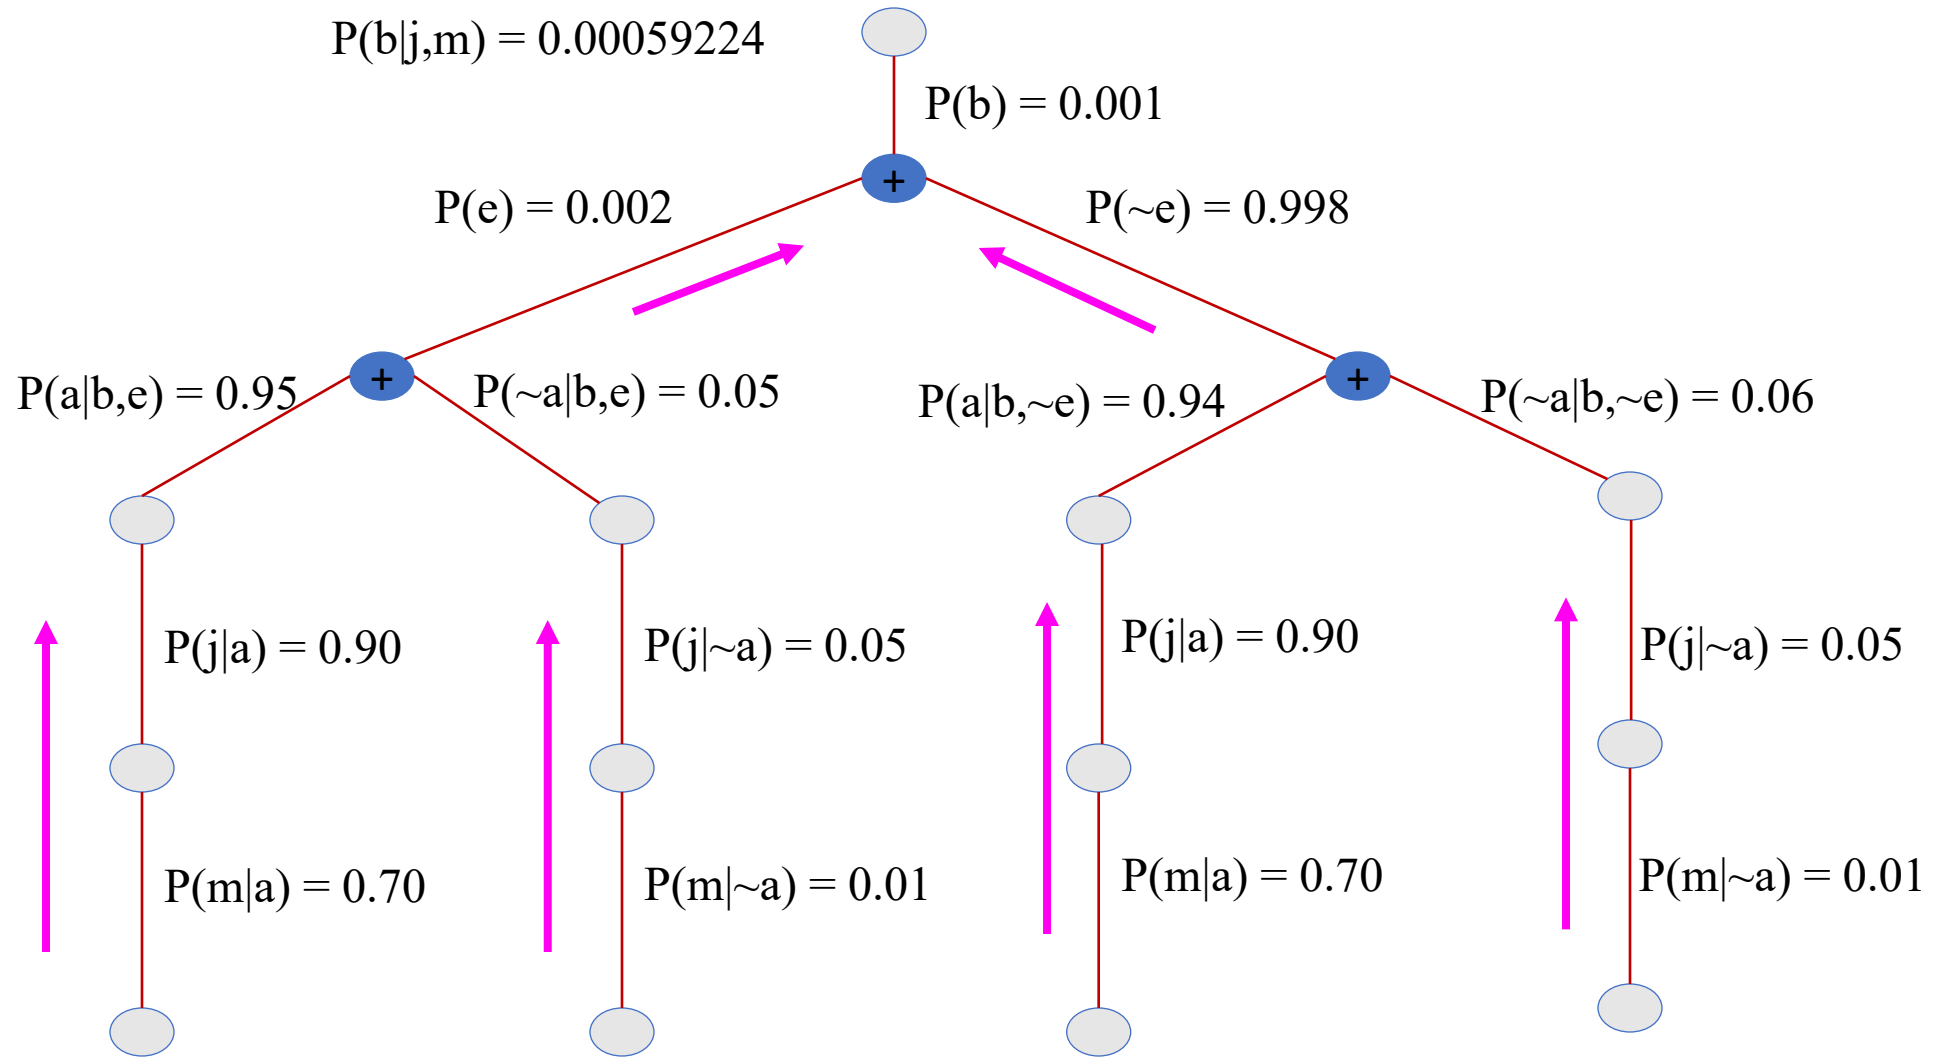 P(b|j,m) = 0.00059224
P(b) = 0.001
+
P(e) = 0.002
P(~e) = 0.998
+
+
P(a|b,e) = 0.95
P(~a|b,e) = 0.05
P(a|b,~e) = 0.94
P(~a|b,~e) = 0.06
P(j|a) = 0.90
P(j|~a) = 0.05
P(j|a) = 0.90
P(j|~a) = 0.05
P(m|a) = 0.70
P(m|~a) = 0.01
P(m|a) = 0.70
P(m|~a) = 0.01